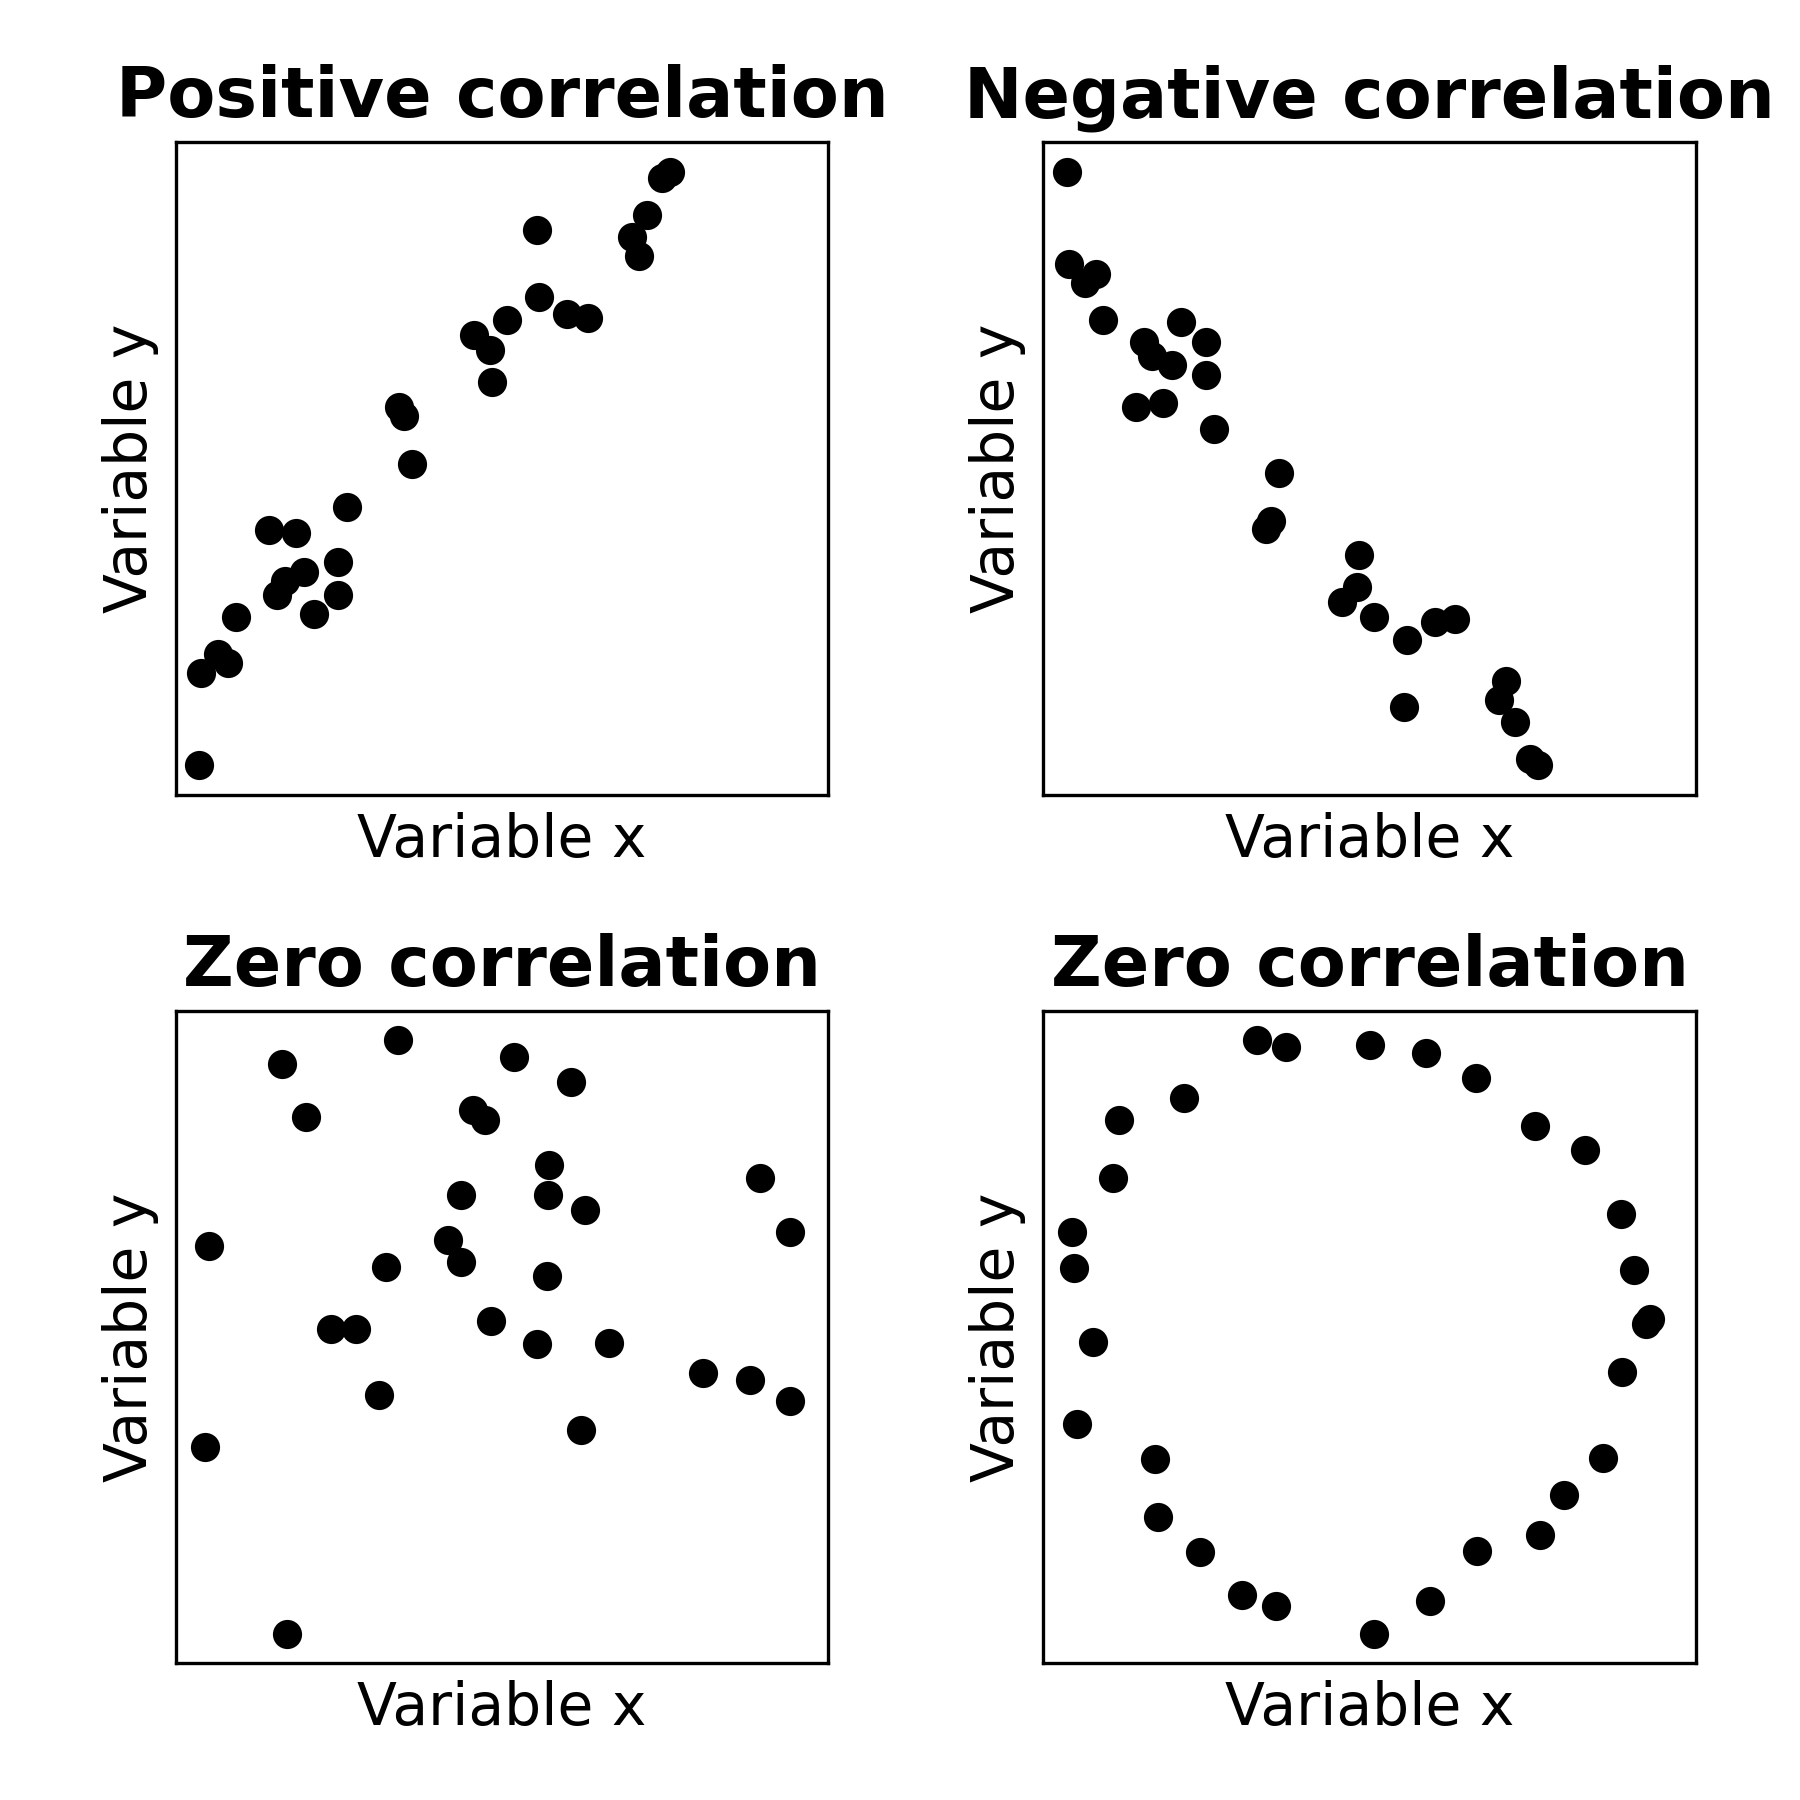 Positive correlation
Variable y
Variable x
Negative correlation
Variable y
Variable x
Zero correlation
Variable y
Variable x
Zero correlation
Variable y
Variable x